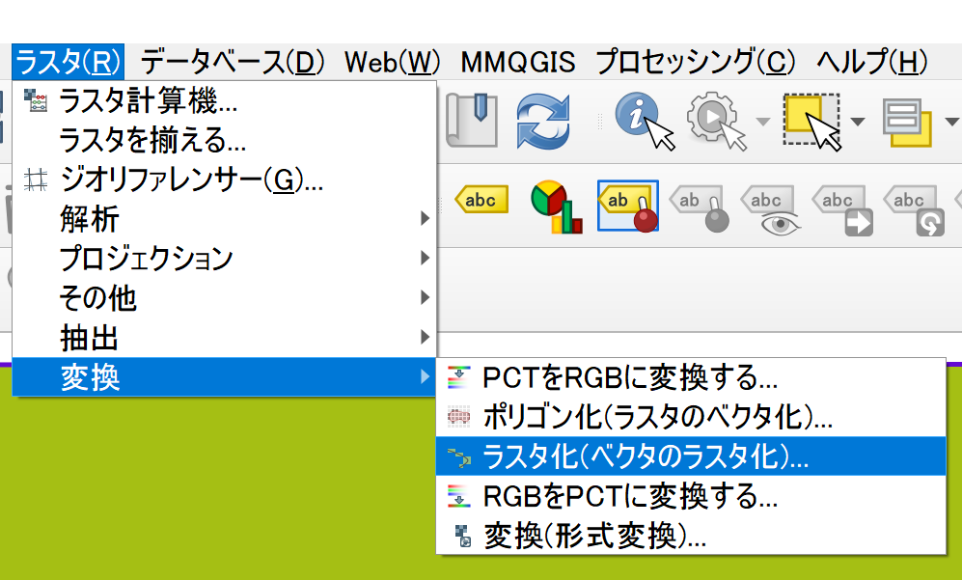 ラスタ(R) データベース(D) Web(W) MMQGIS プロセッシング(C) ヘルプ(H)
ラスタ計算機...
ラスタを揃える...
ジオリファレンサー(G)...
解析
プロジェクション
その他
抽出
変換
abc ab ab abc abc abc
PCTをRGBに変換する...
ポリゴン化(ラスタのベクタ化)...
ラスタ化(ベクタのラスタ化)...
RGBをPCTに変換する...
変換(形式変換)...